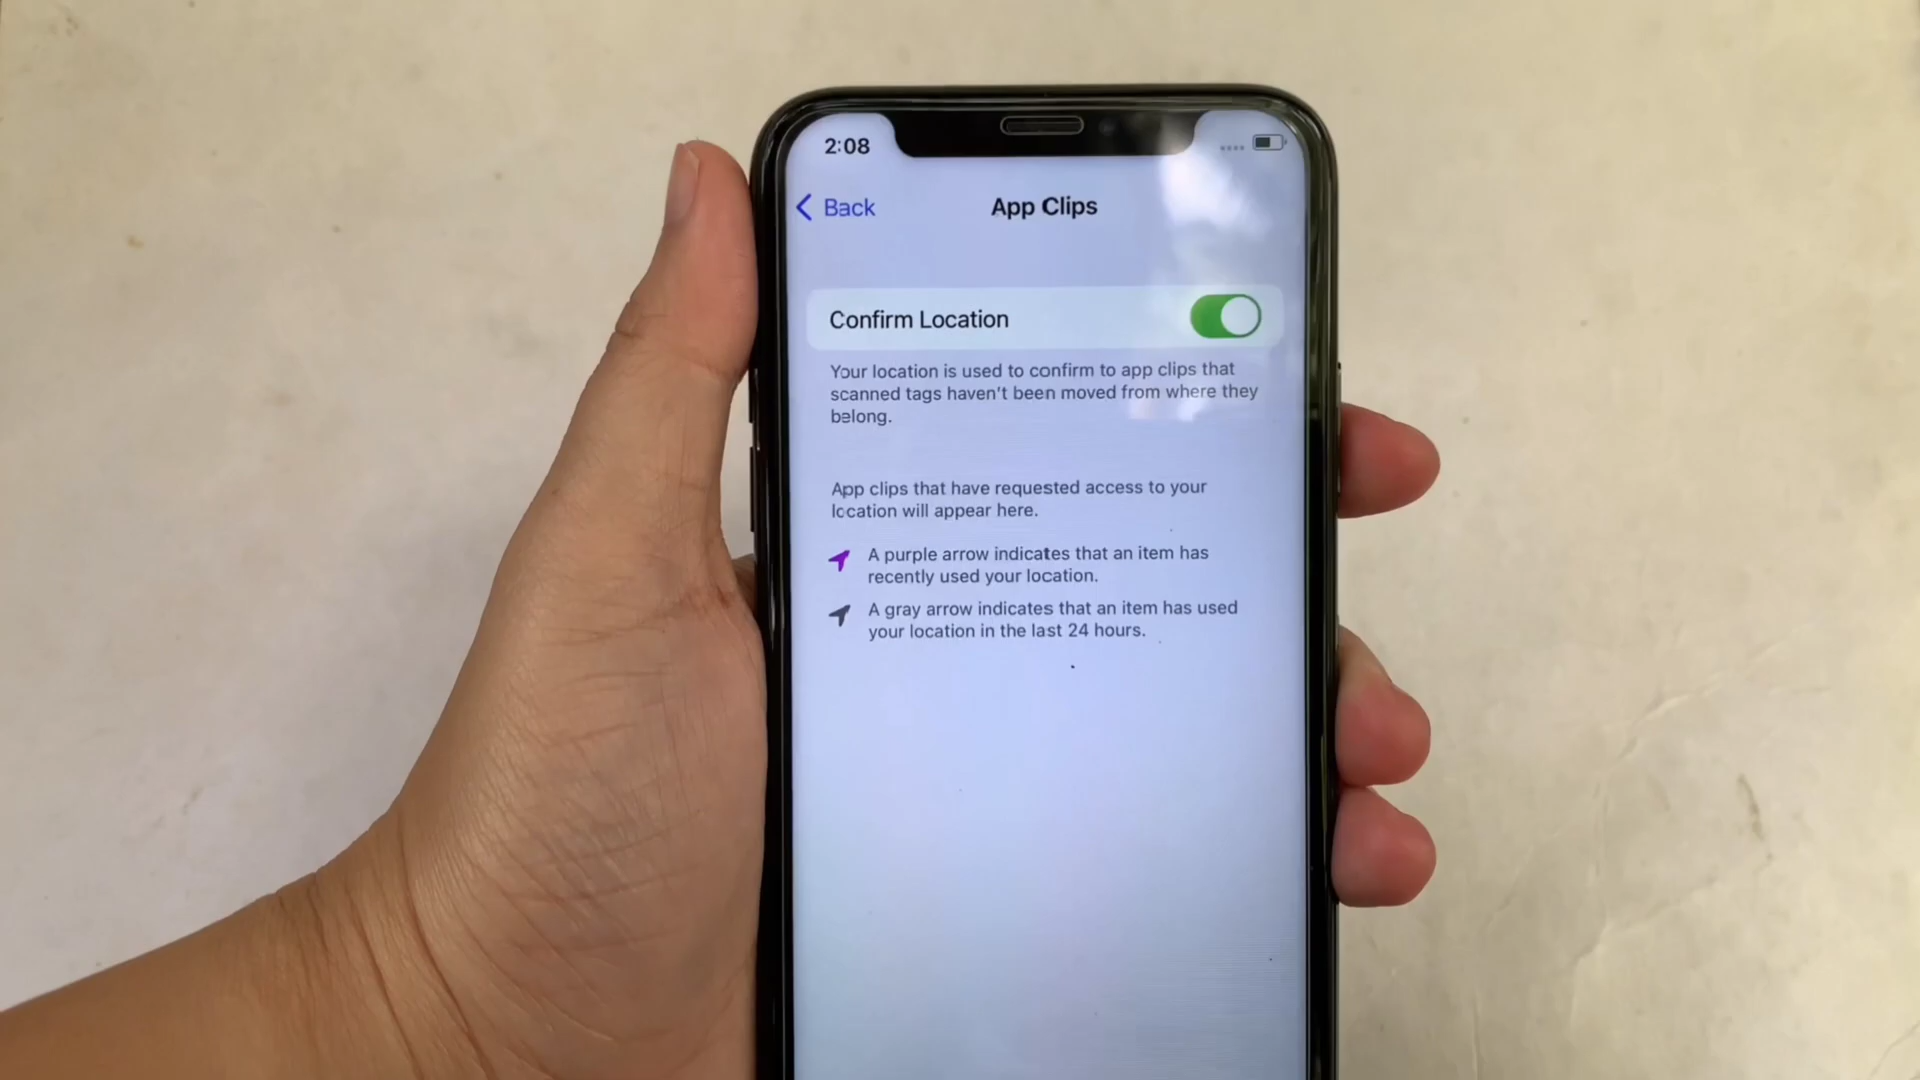 2:08
Back
App Clips
Confirm Location
Your location is used to confirm to app clips that
scanned tags haven't been moved from where they
belong.
App clips that have requested access to your
location will appear here.
A purple arrow indicates that an item has
recently used your location.
A gray arrow indicates that an item has used
your location in the last 24 hours.